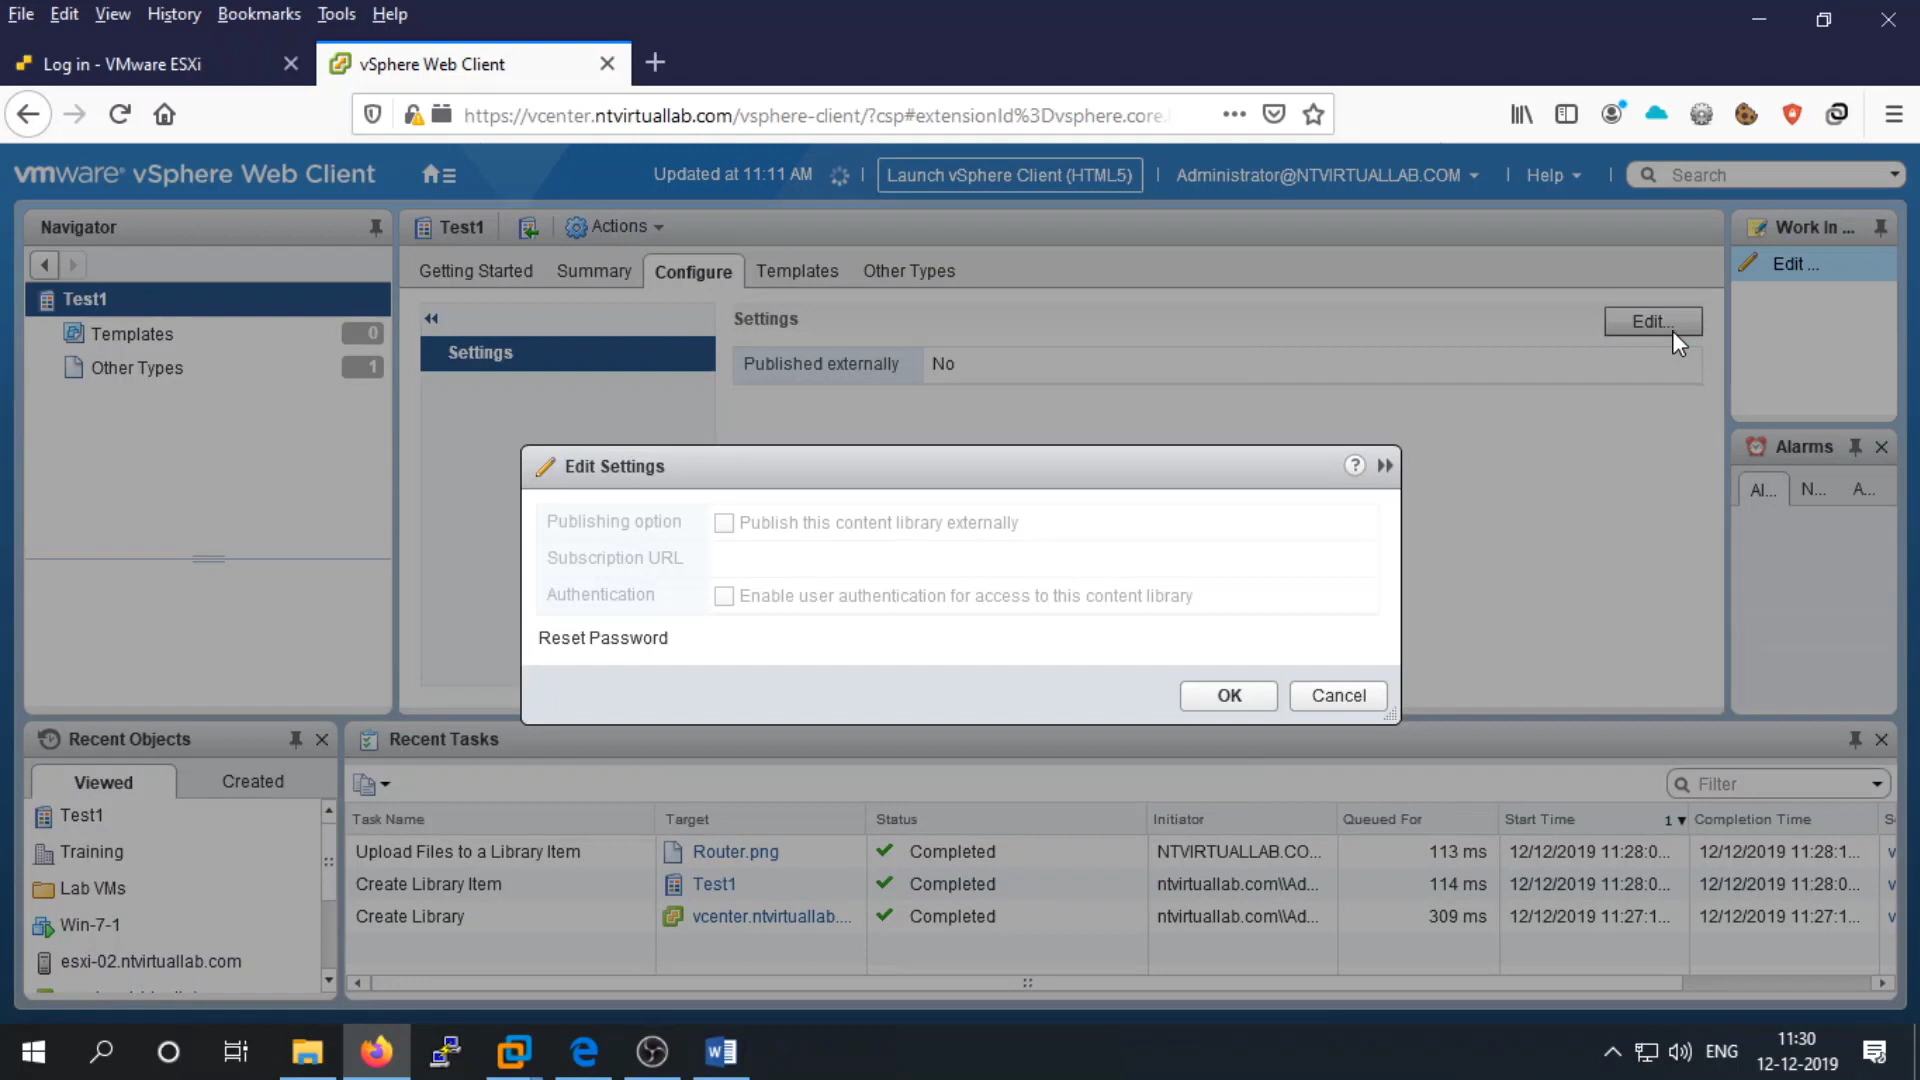 File Edit View History Bookmarks Tools Help
Log in - VMware ESXi
vSphere Web Client
https://vcenter.ntvirtuallab.com/vsphere-client/?csp#extensionId%3Dvsphere.core.
vmware® vSphere Web Client
Updated at 11:11 AM
Launch vSphere Client (HTML5)
Administrator@NTVIRTUALLAB.COM
Help
Search
Navigator
Test1
Actions
Work In ...
Getting Started Summary Configure Templates Other Types
Edit ...
Test1
Templates 0
Other Types 1
Settings
Settings
Edit...
Published externally No
Edit Settings
Publishing option Publish this content library externally
Subscription URL
Authentication Enable user authentication for access to this content library
Reset Password
OK Cancel
Alarms
Al... N... A...
Recent Objects
Viewed Created
Test1
Training
Lab VMs
Win-7-1
esxi-02.ntvirtuallab.com
Recent Tasks
Filter
Task Name Target Status Initiator Queued For Start Time 1 Completion Time
Upload Files to a Library Item Router.png Completed NTVIRTUALLAB.CO... 113 ms 12/12/2019 11:28:0... 12/12/2019 11:28:1...
Create Library Item Test1 Completed ntvirtuallab.com\\Ad... 114 ms 12/12/2019 11:28:0... 12/12/2019 11:28:0...
Create Library vcenter.ntvirtuallab.... Completed ntvirtuallab.com\\Ad... 309 ms 12/12/2019 11:27:1... 12/12/2019 11:27:1...
ENG
11:30
12-12-2019